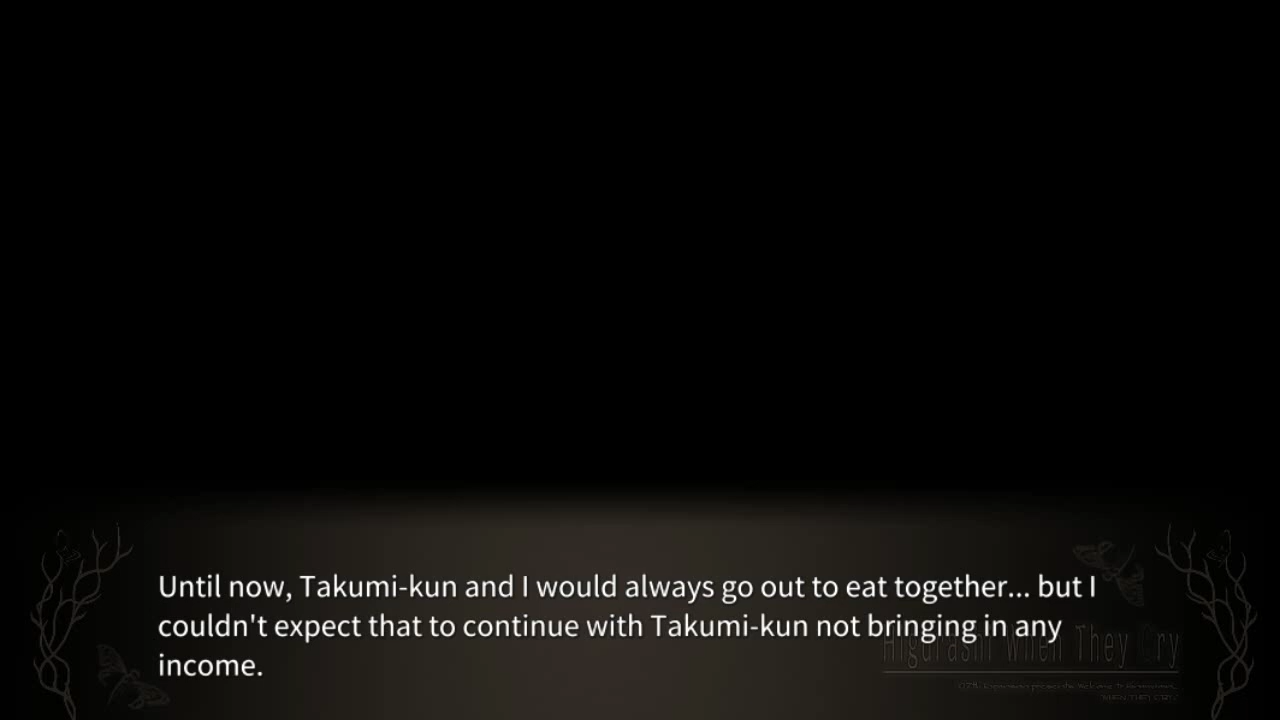 Until now, Takumi-kun and I would always go out to eat together... but I
couldn't expect that to continue with Takumi-kun not bringing in any
income.
Higurashi When They Cry